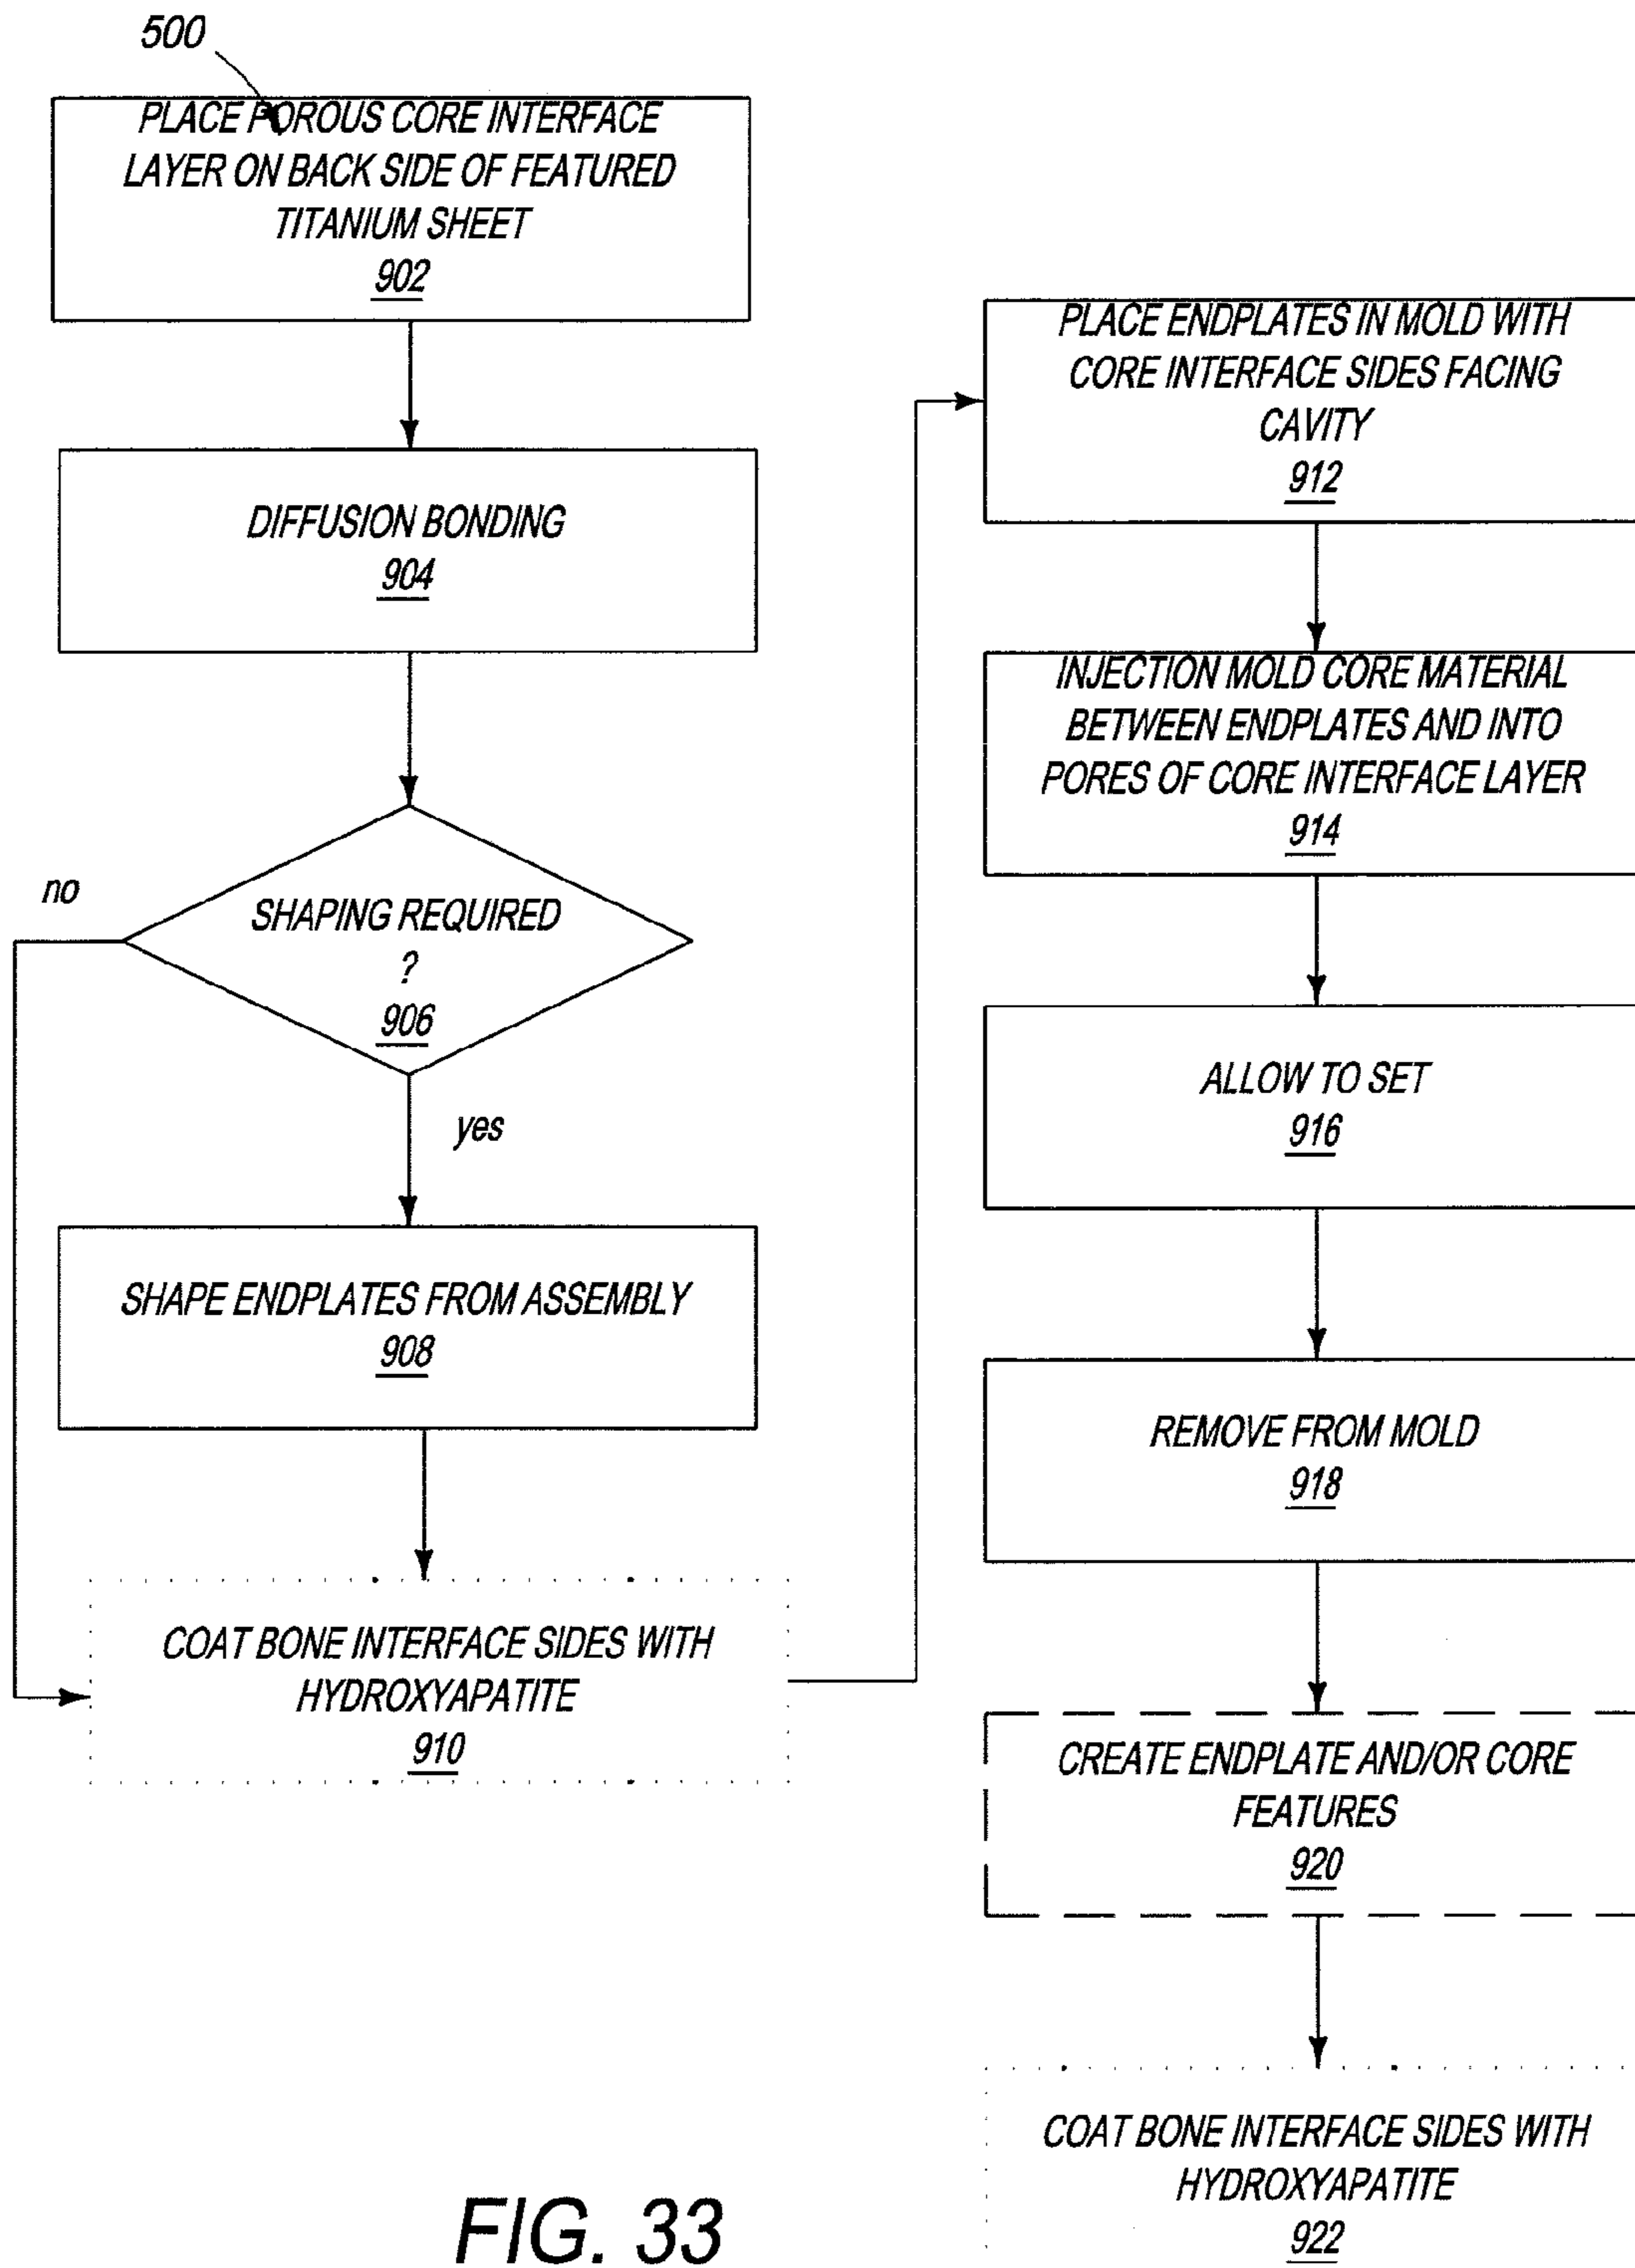 500
PLACE POROUS CORE INTERFACE
LAYER ON BACK SIDE OF FEATURED
TITANIUM SHEET
902
DIFFUSION BONDING
904
no
SHAPING REQUIRED
?
906
yes
SHAPE ENDPLATES FROM ASSEMBLY
908
COAT BONE INTERFACE SIDES WITH
HYDROXYAPATITE
910
PLACE ENDPLATES IN MOLD WITH
CORE INTERFACE SIDES FACING
CAVITY
912
INJECTION MOLD CORE MATERIAL
BETWEEN ENDPLATES AND INTO
PORES OF CORE INTERFACE LAYER
914
ALLOW TO SET
916
REMOVE FROM MOLD
918
CREATE ENDPLATE AND/OR CORE
FEATURES
920
COAT BONE INTERFACE SIDES WITH
HYDROXYAPATITE
922
FIG. 33